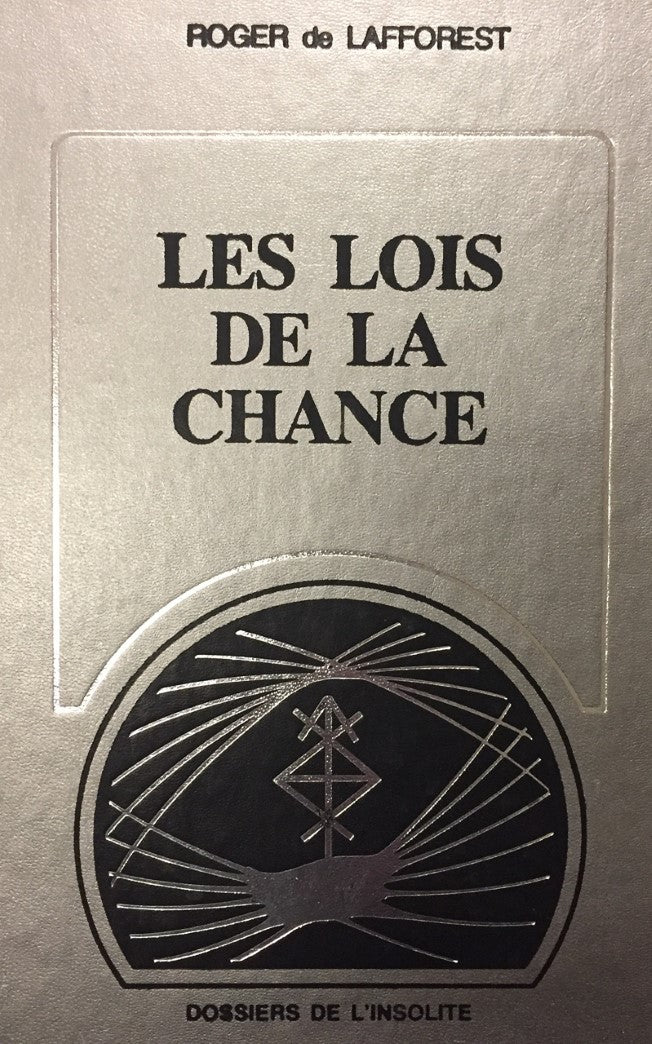 ROGER de LAFFOREST
LES LOIS
DE LA
CHANCE
DOSSIERS DE L'INSOLITE